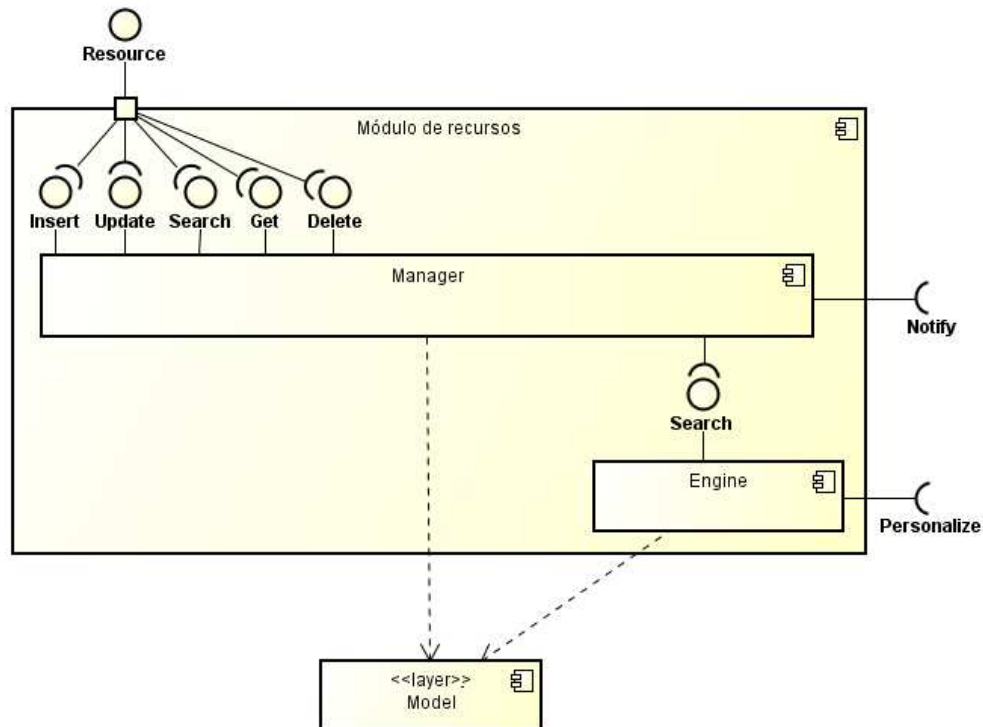 Resource
Módulo de recursos
Insert
Update
Search
Get
Delete
Manager
Notify
Search
Engine
Personalize
<<layer>>
Model